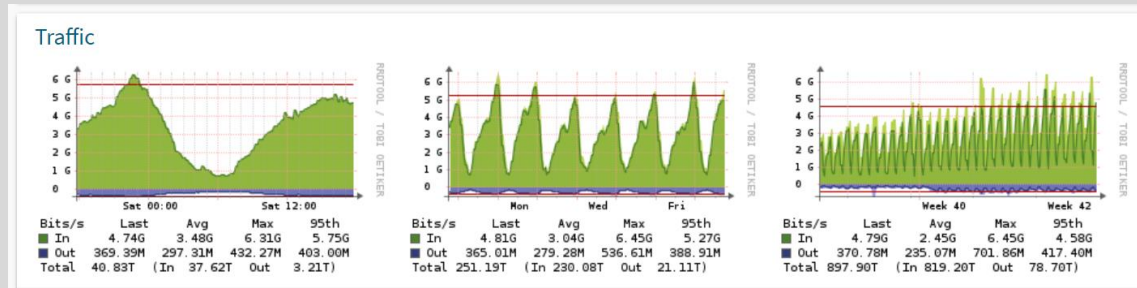 Traffic
6 G
5 G
4 G
3 G
2 G
1 G
0
Sat 00:00 Sat 12:00
RRDTOOL / TOBI OETIKER
Bits/s Last Avg Max 95th
In 4.74G 3.48G 6.31G 5.75G
Out 369.39M 297.31M 432.27M 403.00M
Total 40.83T (In 37.62T Out 3.21T)
6 G
5 G
4 G
3 G
2 G
1 G
0
Mon Wed Fri
RRDTOOL / TOBI OETIKER
Bits/s Last Avg Max 95th
In 4.81G 3.04G 6.45G 5.27G
Out 365.01M 279.28M 536.61M 388.91M
Total 251.19T (In 230.08T Out 21.11T)
6 G
5 G
4 G
3 G
2 G
1 G
0
Week 40 Week 42
RRDTOOL / TOBI OETIKER
Bits/s Last Avg Max 95th
In 4.79G 2.45G 6.45G 4.58G
Out 370.78M 235.07M 701.86M 417.40M
Total 897.90T (In 819.20T Out 78.70T)